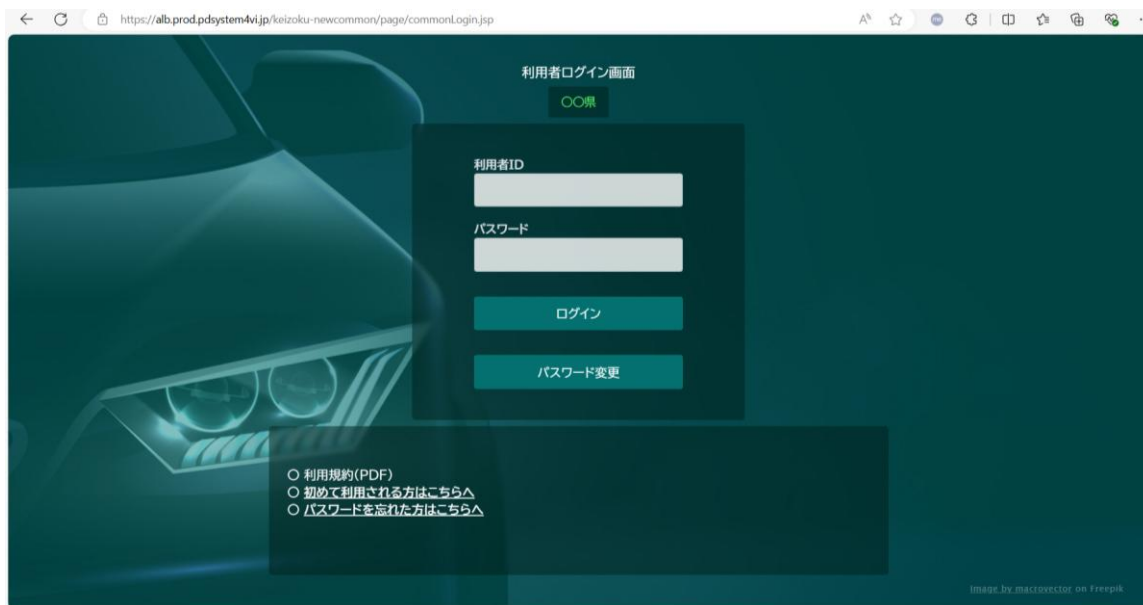 https://alb.prod.pdsystem4vi.jp/keizoku-newcommon/page/commonLogin.jsp
利用者ログイン画面
〇〇県
利用者ID
パスワード
ログイン
パスワード変更
○ 利用規約(PDF)
○ 初めて利用される方はこちらへ
○ パスワードを忘れた方はこちらへ
Image by macrovector on Freepik